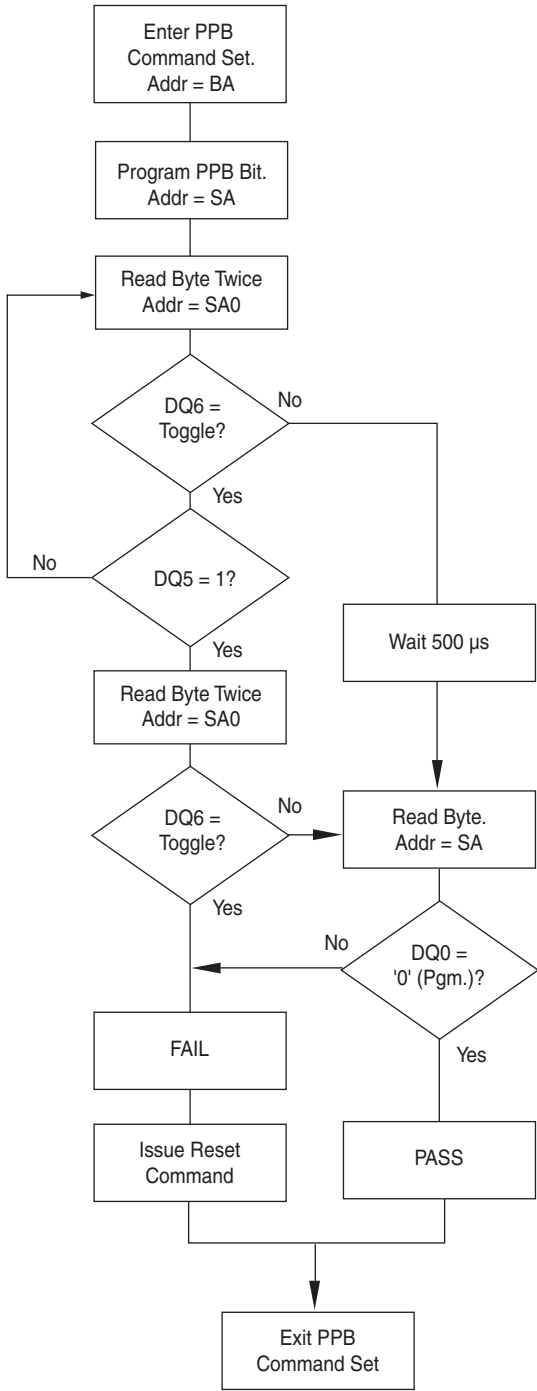 Enter PPB
Command Set.
Addr = BA
Program PPB Bit.
Addr = SA
Read Byte Twice
Addr = SA0
DQ6 =
Toggle?
No
Yes
No
DQ5 = 1?
Yes
Wait 500 µs
Read Byte Twice
Addr = SA0
DQ6 =
Toggle?
No
Read Byte.
Addr = SA
Yes
No
DQ0 =
'0' (Pgm.)?
FAIL
Yes
Issue Reset
Command
PASS
Exit PPB
Command Set